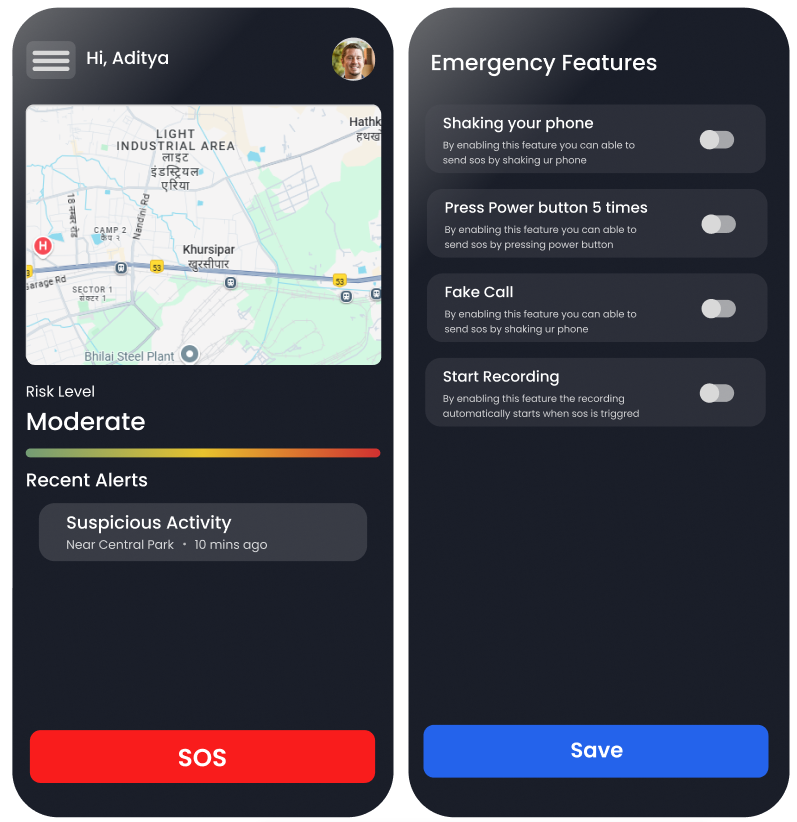 Hi, Aditya
Hathk
हथखो
LIGHT
INDUSTRIAL AREA
लाइट
इंडस्ट्रियल
एरिया
18 नम्बर रोड
Nandini Rd
CAMP 2
कैंप २
H
Khursipar
खुरसीपार
53
3
53
Garage Rd
SECTOR 1
सेक्टर 1
Bhilai Steel Plant
Risk Level
Moderate
Recent Alerts
Suspicious Activity
Near Central Park • 10 mins ago
SOS
Emergency Features
Shaking your phone
By enabling this feature you can able to
send sos by shaking ur phone
Press Power button 5 times
By enabling this feature you can able to
send sos by pressing power button
Fake Call
By enabling this feature you can able to
send sos by shaking ur phone
Start Recording
By enabling this feature the recording
automatically starts when sos is triggred
Save